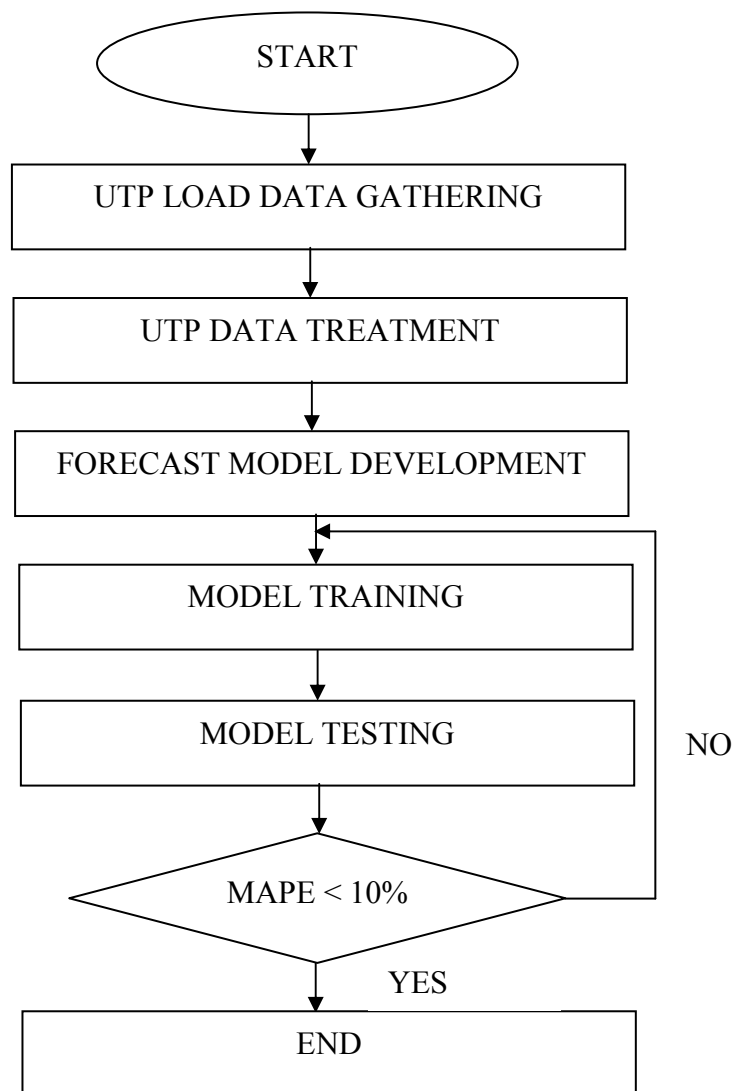 START
UTP LOAD DATA GATHERING
UTP DATA TREATMENT
FORECAST MODEL DEVELOPMENT
MODEL TRAINING
MODEL TESTING
NO
MAPE < 10%
YES
END